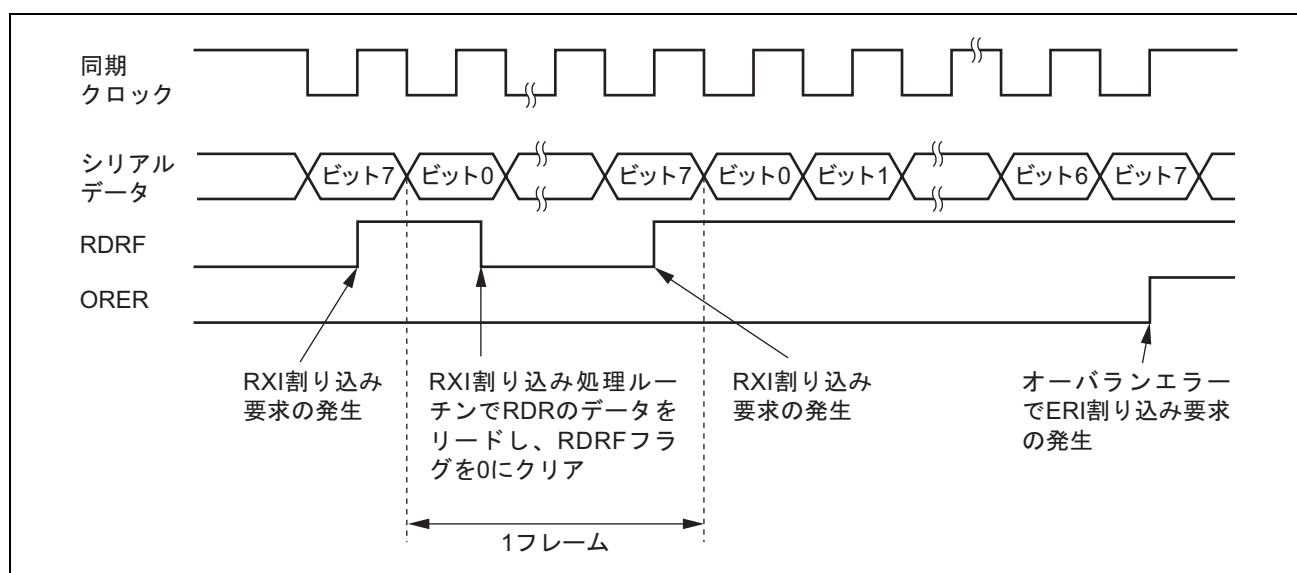 同期
クロック
シリアル
データ
ビット7
ビット0
ビット7
ビット0
ビット1
ビット6
ビット7
RDRF
ORER
RXI割り込み
要求の発生
RXI割り込み処理ルー
チンでRDRのデータを
リードし、RDRFフラ
グを0にクリア
RXI割り込み
要求の発生
オーバランエラー
でERI割り込み要求
の発生
1フレーム